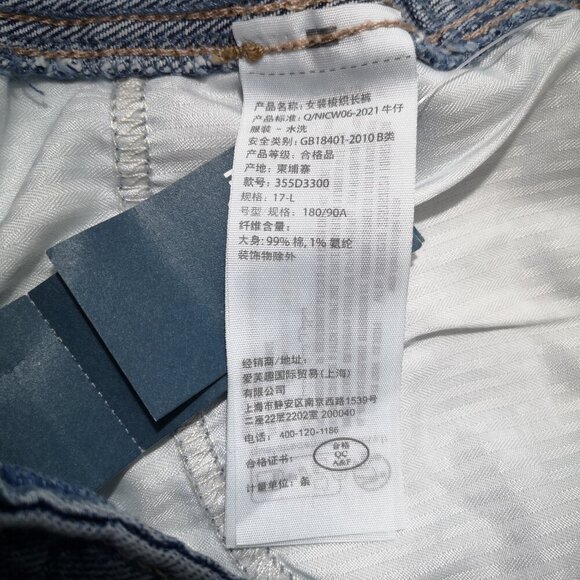 产品名称: 女装梭织长裤
产品标准: Q/NICW06-2021 牛仔
服装 - 水洗
安全类别: GB18401-2010 B类
产品等级: 合格品
产地: 柬埔寨
款号: 355D3300
规格: 17-L
号型 规格: 180/90A
纤维含量:
大身: 99% 棉, 1% 氨纶
装饰物除外
经销商/地址:
爱芙趣国际贸易(上海)
有限公司
上海市静安区南京西路1539号
二座22层2202室 200040
电话: 400-120-1186
合格证书:
合格
QC
A&F
计量单位: 条